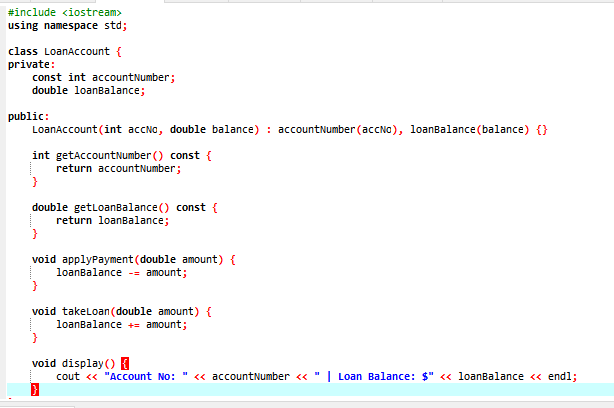 #include <iostream>
using namespace std;
class LoanAccount {
private:
    const int accountNumber;
    double loanBalance;
public:
    LoanAccount(int accNo, double balance) : accountNumber(accNo), loanBalance(balance) {}
    int getAccountNumber() const {
        return accountNumber;
    }
    double getLoanBalance() const {
        return loanBalance;
    }
    void applyPayment(double amount) {
        loanBalance -= amount;
    }
    void takeLoan(double amount) {
        loanBalance += amount;
    }
    void display() {
        cout << "Account No: " << accountNumber << " | Loan Balance: $" << loanBalance << endl;
    }